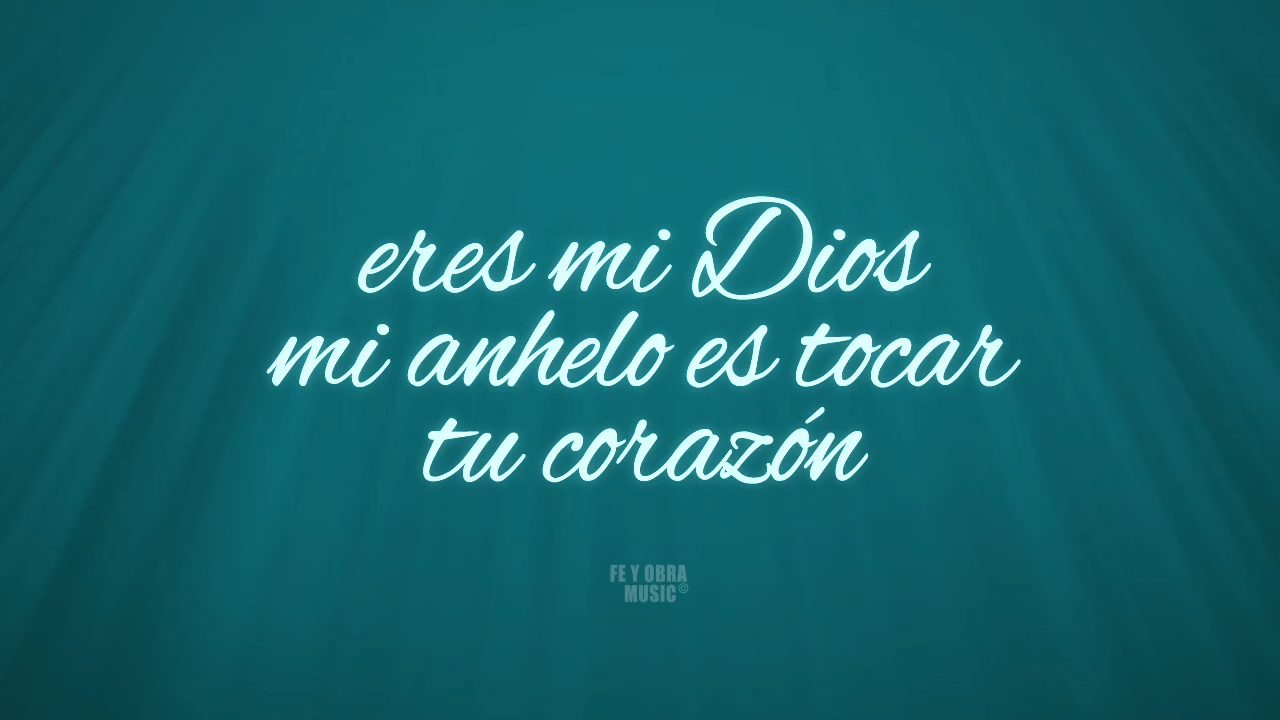 eres mi Dios
mi anhelo es tocar
tu corazón
FE Y OBRA
MUSIC©